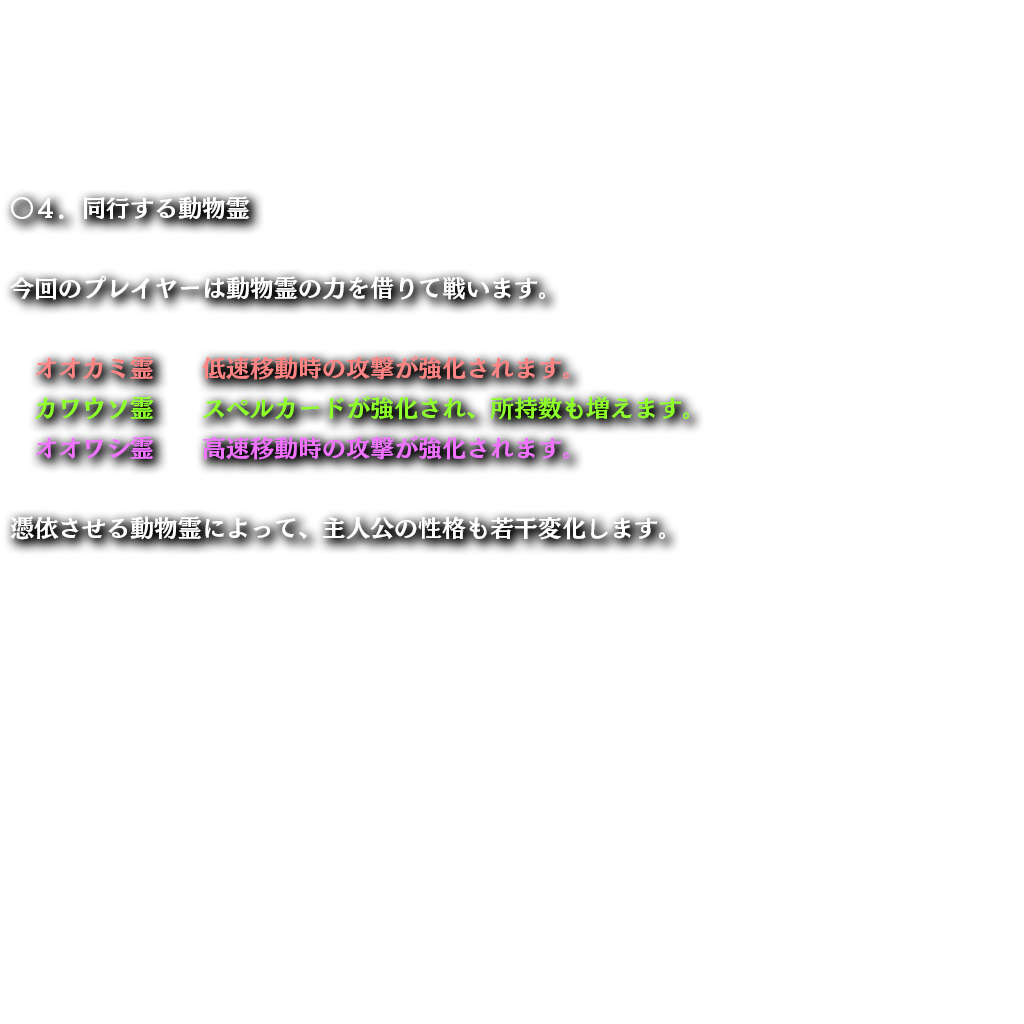 ○４．同行する動物霊
今回のプレイヤーは動物霊の力を借りて戦います。
オオカミ霊　　低速移動時の攻撃が強化されます。
カワウソ霊　　スペルカードが強化され、所持数も増えます。
オオワシ霊　　高速移動時の攻撃が強化されます。
憑依させる動物霊によって、主人公の性格も若干変化します。